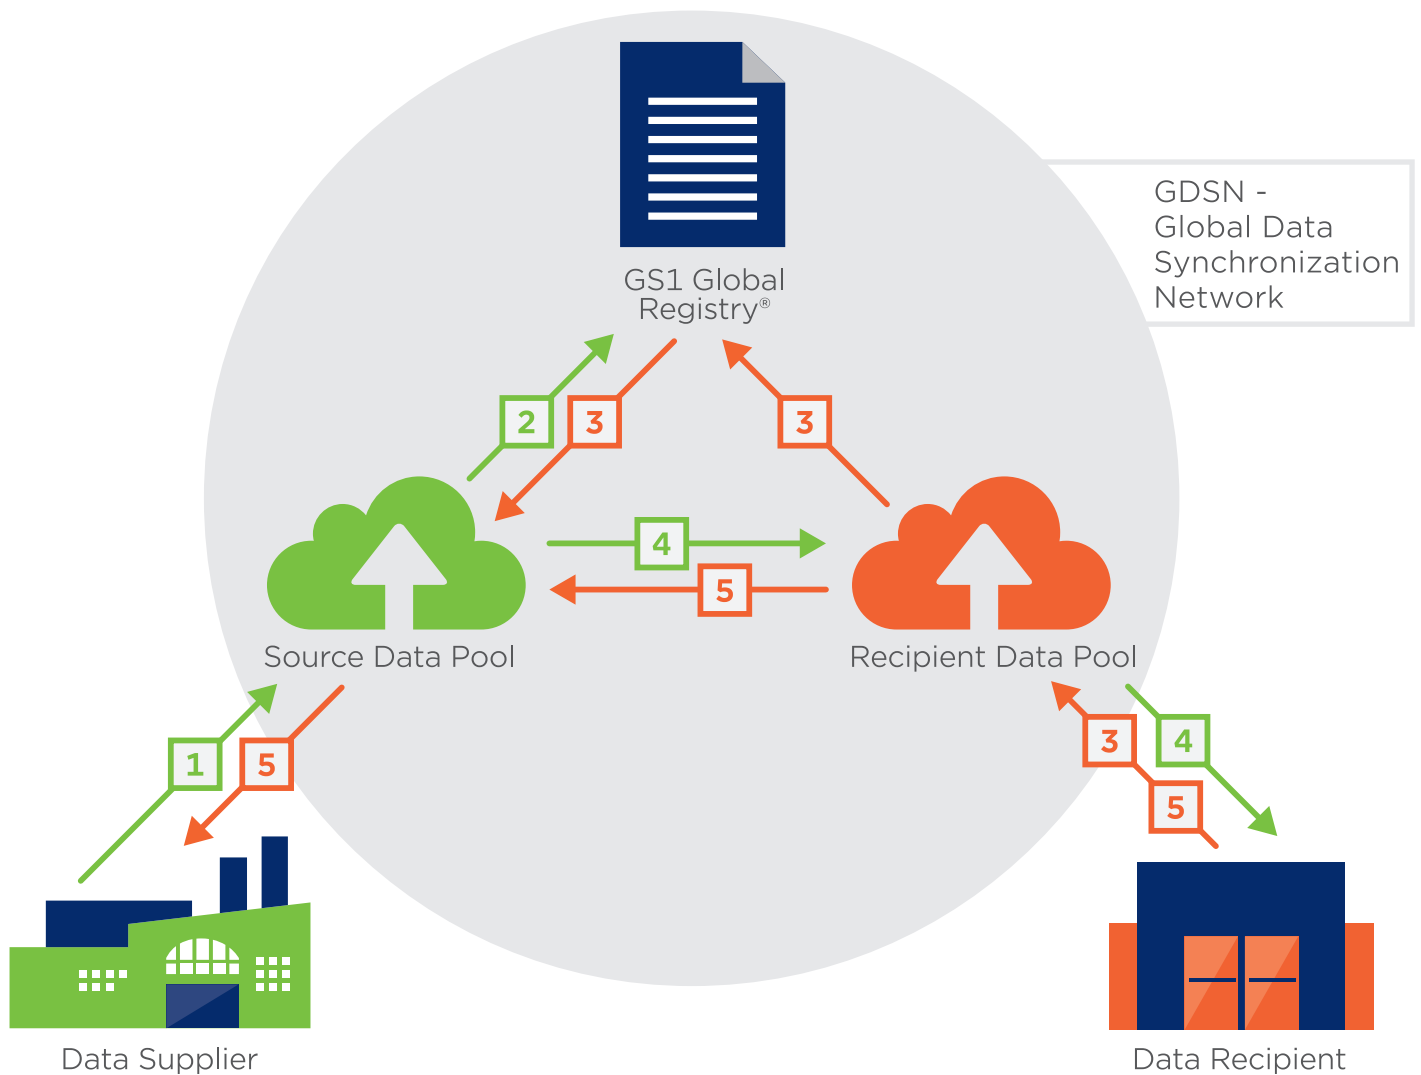 GS1 Global
Registry®
GDSN -
Global Data
Synchronization
Network
2
3
3
4
5
Source Data Pool
Recipient Data Pool
1
5
3
4
5
Data Supplier
Data Recipient